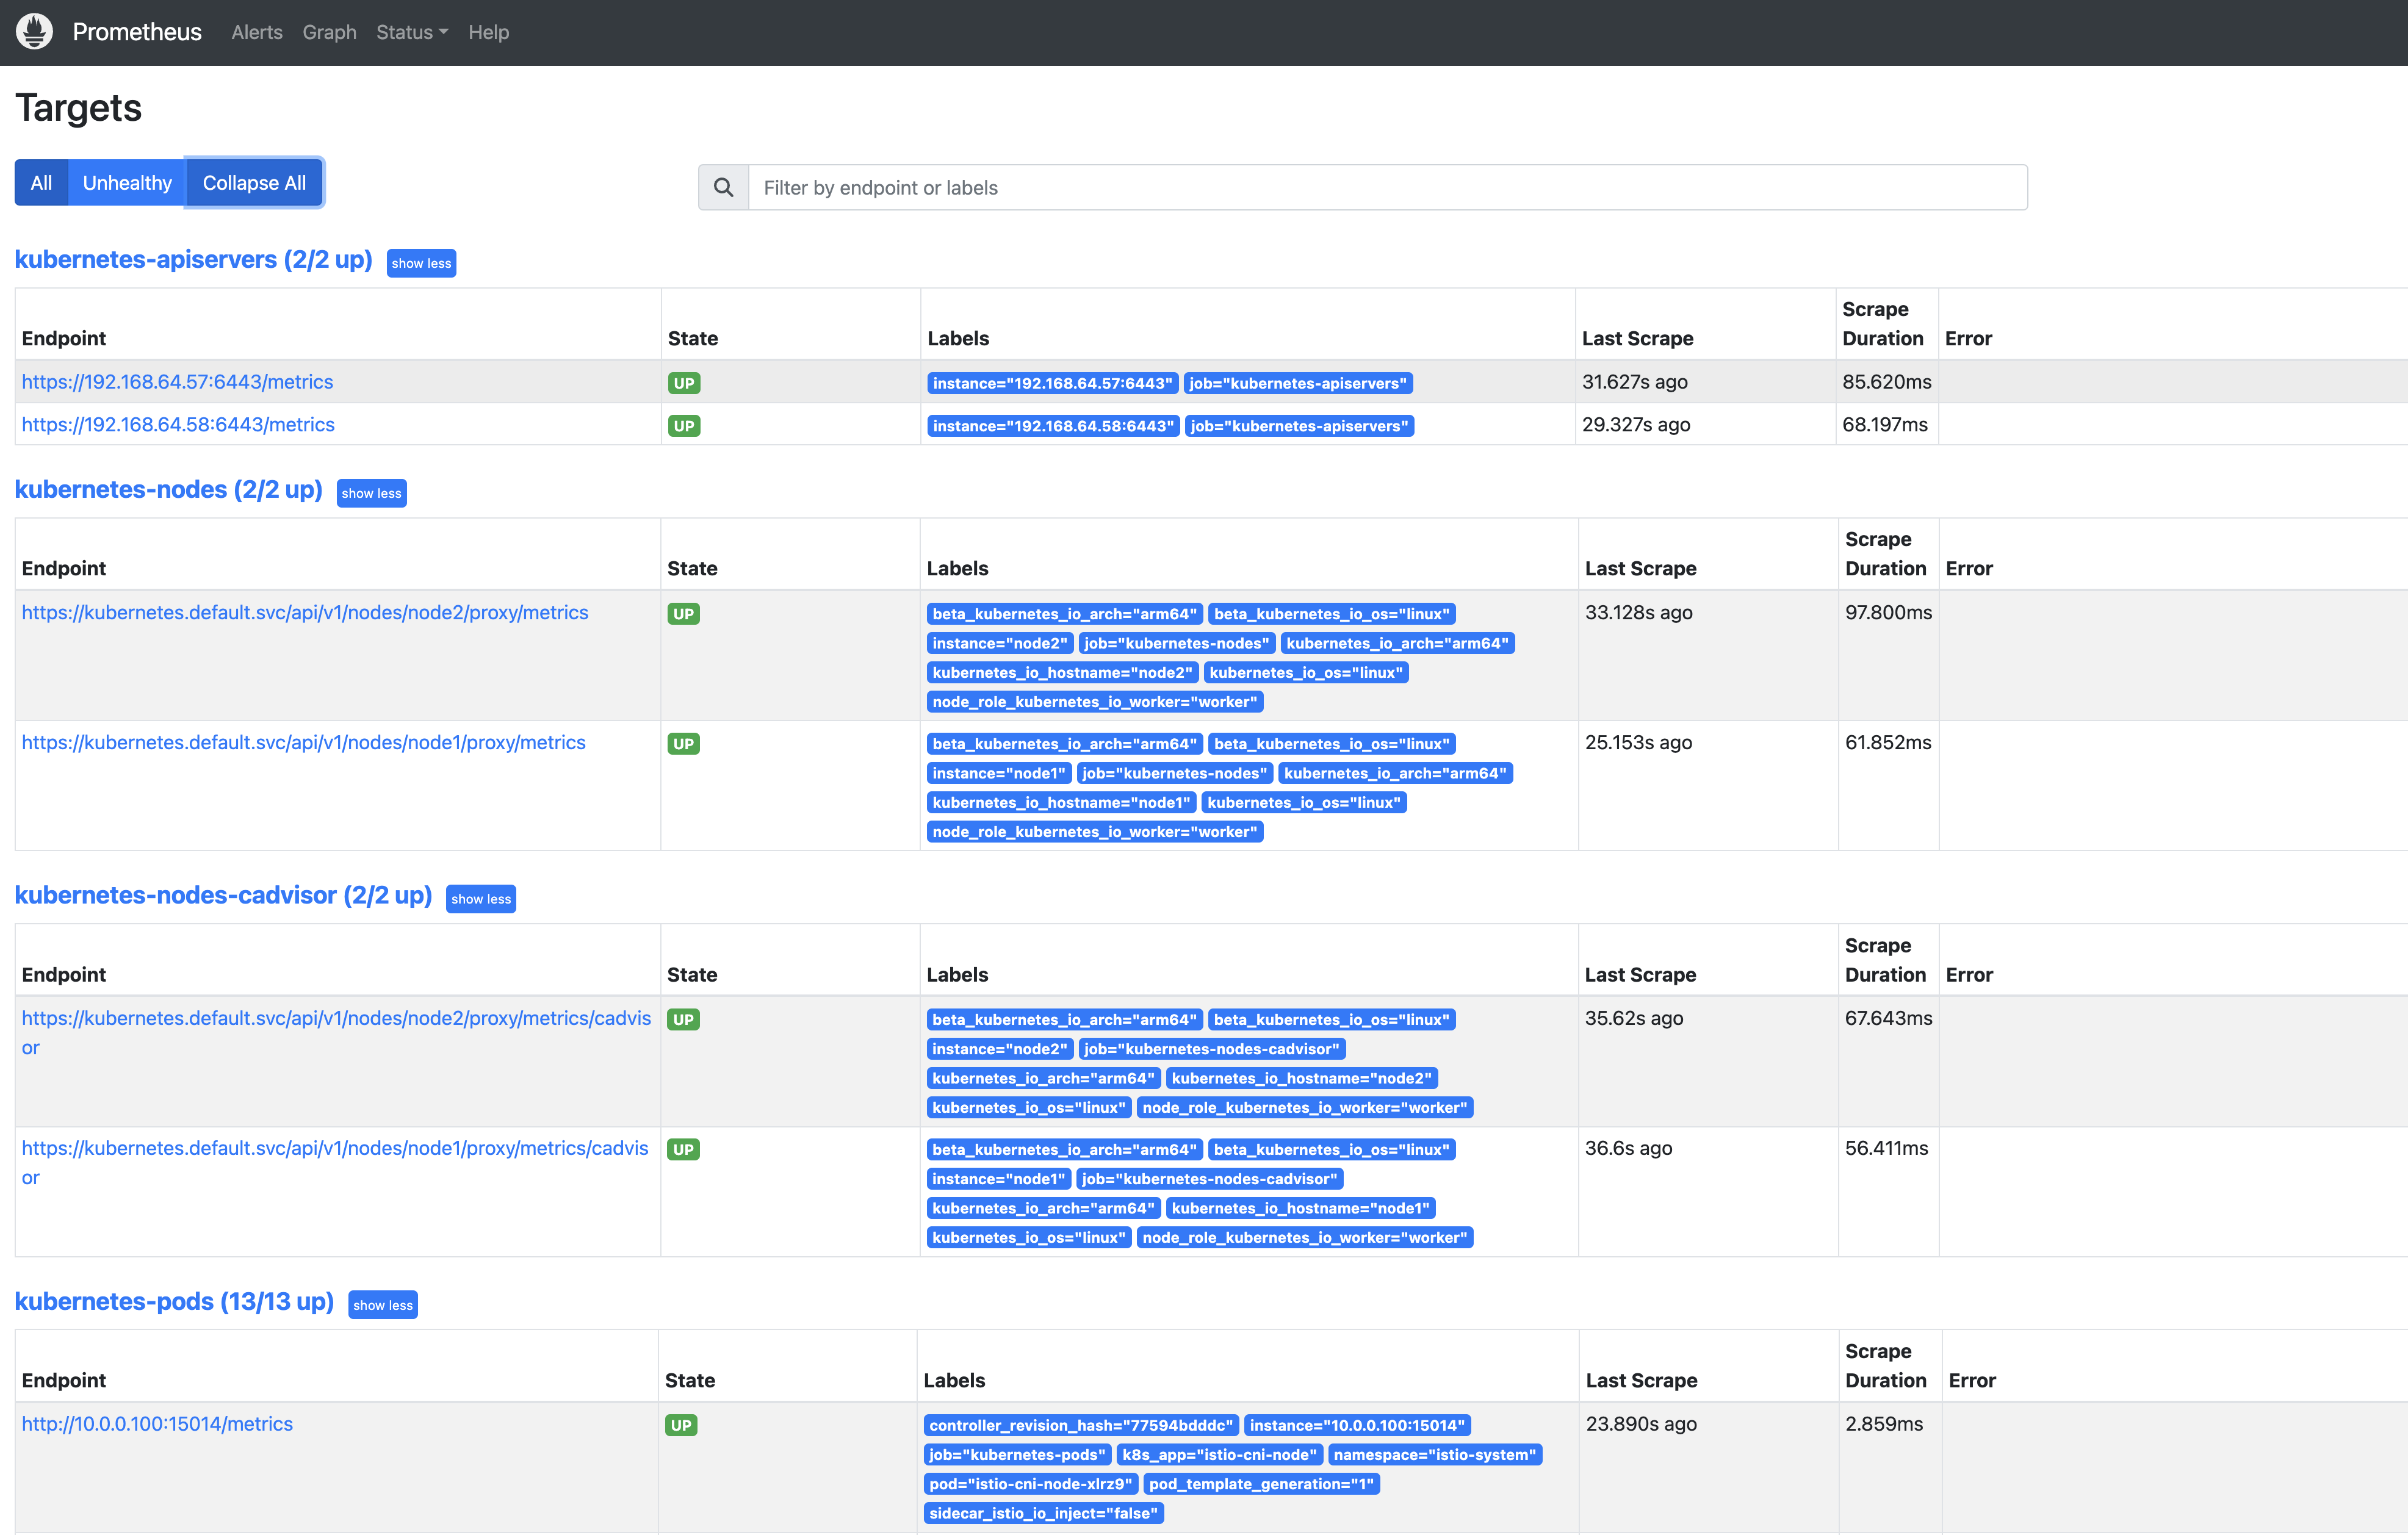 Prometheus Alerts Graph Status Help
Targets
All Unhealthy Collapse All
Filter by endpoint or labels
kubernetes-apiservers (2/2 up) show less
Endpoint State Labels Last Scrape Scrape Duration Error
https://192.168.64.57:6443/metrics UP instance="192.168.64.57:6443" job="kubernetes-apiservers" 31.627s ago 85.620ms
https://192.168.64.58:6443/metrics UP instance="192.168.64.58:6443" job="kubernetes-apiservers" 29.327s ago 68.197ms
kubernetes-nodes (2/2 up) show less
Endpoint State Labels Last Scrape Scrape Duration Error
https://kubernetes.default.svc/api/v1/nodes/node2/proxy/metrics UP beta_kubernetes_io_arch="arm64" beta_kubernetes_io_os="linux" 33.128s ago 97.800ms
instance="node2" job="kubernetes-nodes" kubernetes_io_arch="arm64"
kubernetes_io_hostname="node2" kubernetes_io_os="linux"
node_role_kubernetes_io_worker="worker"
https://kubernetes.default.svc/api/v1/nodes/node1/proxy/metrics UP beta_kubernetes_io_arch="arm64" beta_kubernetes_io_os="linux" 25.153s ago 61.852ms
instance="node1" job="kubernetes-nodes" kubernetes_io_arch="arm64"
kubernetes_io_hostname="node1" kubernetes_io_os="linux"
node_role_kubernetes_io_worker="worker"
kubernetes-nodes-cadvisor (2/2 up) show less
Endpoint State Labels Last Scrape Scrape Duration Error
https://kubernetes.default.svc/api/v1/nodes/node2/proxy/metrics/cadvis UP beta_kubernetes_io_arch="arm64" beta_kubernetes_io_os="linux" 35.62s ago 67.643ms
or instance="node2" job="kubernetes-nodes-cadvisor"
kubernetes_io_arch="arm64" kubernetes_io_hostname="node2"
kubernetes_io_os="linux" node_role_kubernetes_io_worker="worker"
https://kubernetes.default.svc/api/v1/nodes/node1/proxy/metrics/cadvis UP beta_kubernetes_io_arch="arm64" beta_kubernetes_io_os="linux" 36.6s ago 56.411ms
or instance="node1" job="kubernetes-nodes-cadvisor"
kubernetes_io_arch="arm64" kubernetes_io_hostname="node1"
kubernetes_io_os="linux" node_role_kubernetes_io_worker="worker"
kubernetes-pods (13/13 up) show less
Endpoint State Labels Last Scrape Scrape Duration Error
http://10.0.0.100:15014/metrics UP controller_revision_hash="77594bdddc" instance="10.0.0.100:15014" 23.890s ago 2.859ms
job="kubernetes-pods" k8s_app="istio-cni-node" namespace="istio-system"
pod="istio-cni-node-xlrz9" pod_template_generation="1"
sidecar_istio_io_inject="false"